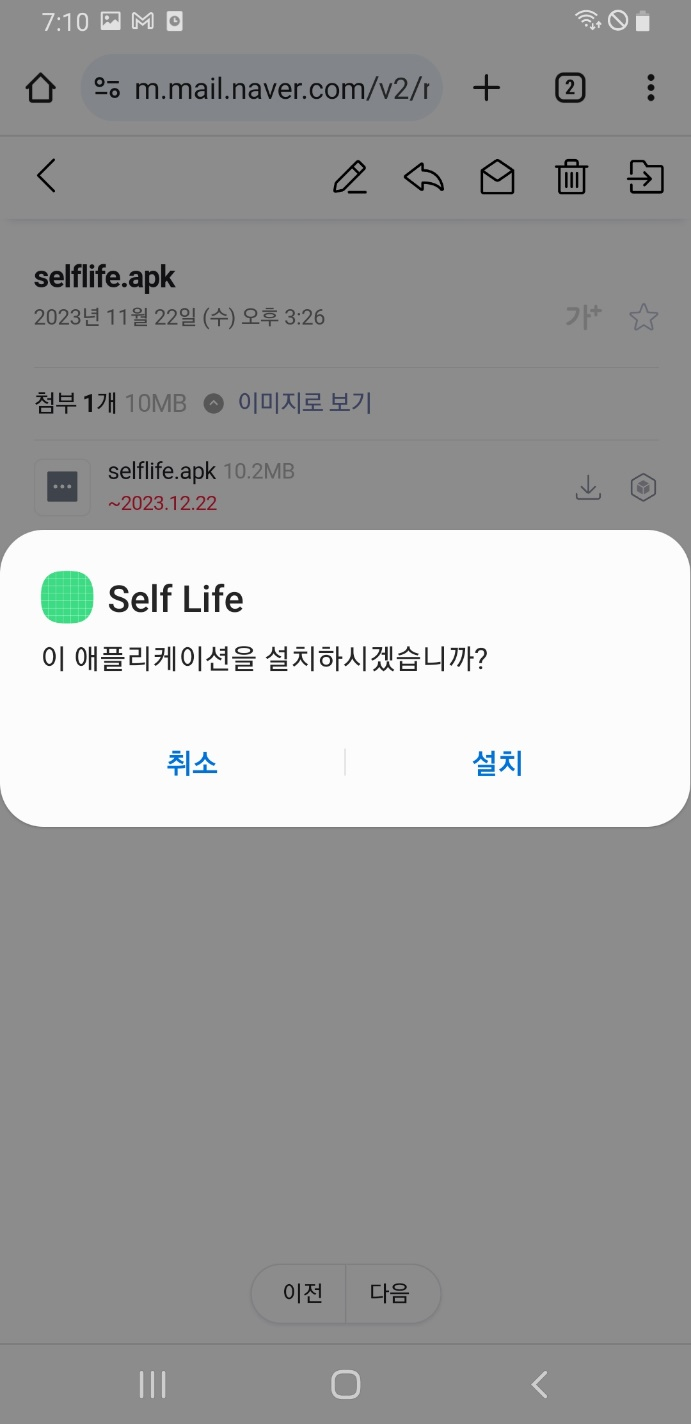 7:10
m.mail.naver.com/v2/r
2
selflife.apk
2023년 11월 22일 (수) 오후 3:26
가+
첨부 1개 10MB 이미지로 보기
selflife.apk 10.2MB
~2023.12.22
Self Life
이 애플리케이션을 설치하시겠습니까?
취소 설치
이전 다음